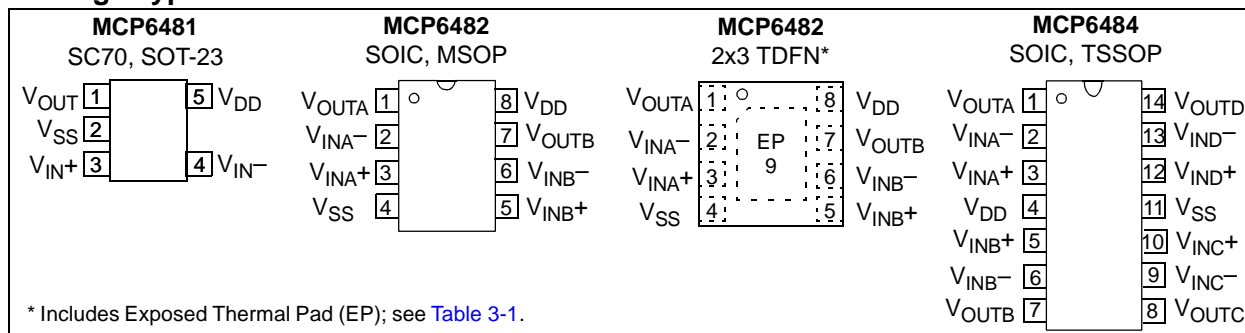 MCP6481
SC70, SOT-23
VOUT 1 5 VDD
VSS 2
VIN+ 3 4 VIN–
MCP6482
SOIC, MSOP
VOUTA 1 8 VDD
VINA– 2 7 VOUTB
VINA+ 3 6 VINB–
VSS 4 5 VINB+
MCP6482
2x3 TDFN*
VOUTA 1 8 VDD
VINA– 2 EP 7 VOUTB
VINA+ 3 9 6 VINB–
VSS 4 5 VINB+
MCP6484
SOIC, TSSOP
VOUTA 1 14 VOUTD
VINA– 2 13 VIND–
VINA+ 3 12 VIND+
VDD 4 11 VSS
VINB+ 5 10 VINC+
VINB– 6 9 VINC–
VOUTB 7 8 VOUTC
* Includes Exposed Thermal Pad (EP); see Table 3-1.